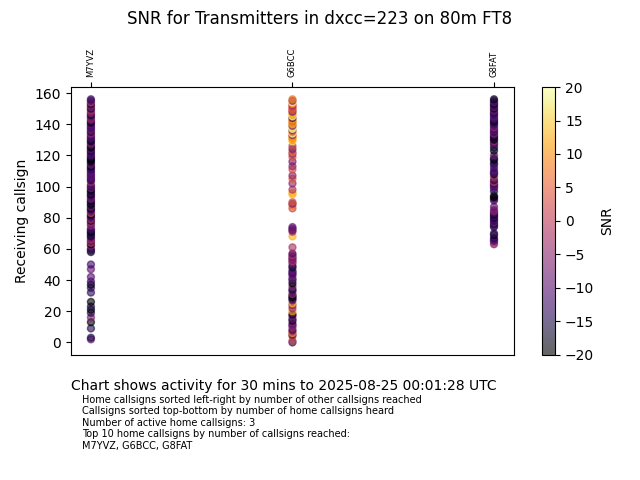 SNR for Transmitters in dxcc=223 on 80m FT8
M7YVZ
G6BCC
G8FAT
160
140
120
100
80
60
40
20
0
Receiving callsign
20
15
10
5
0
−5
−10
−15
−20
SNR
Chart shows activity for 30 mins to 2025-08-25 00:01:28 UTC
Home callsigns sorted left-right by number of other callsigns reached
Callsigns sorted top-bottom by number of home callsigns heard
Number of active home callsigns: 3
Top 10 home callsigns by number of callsigns reached:
M7YVZ, G6BCC, G8FAT